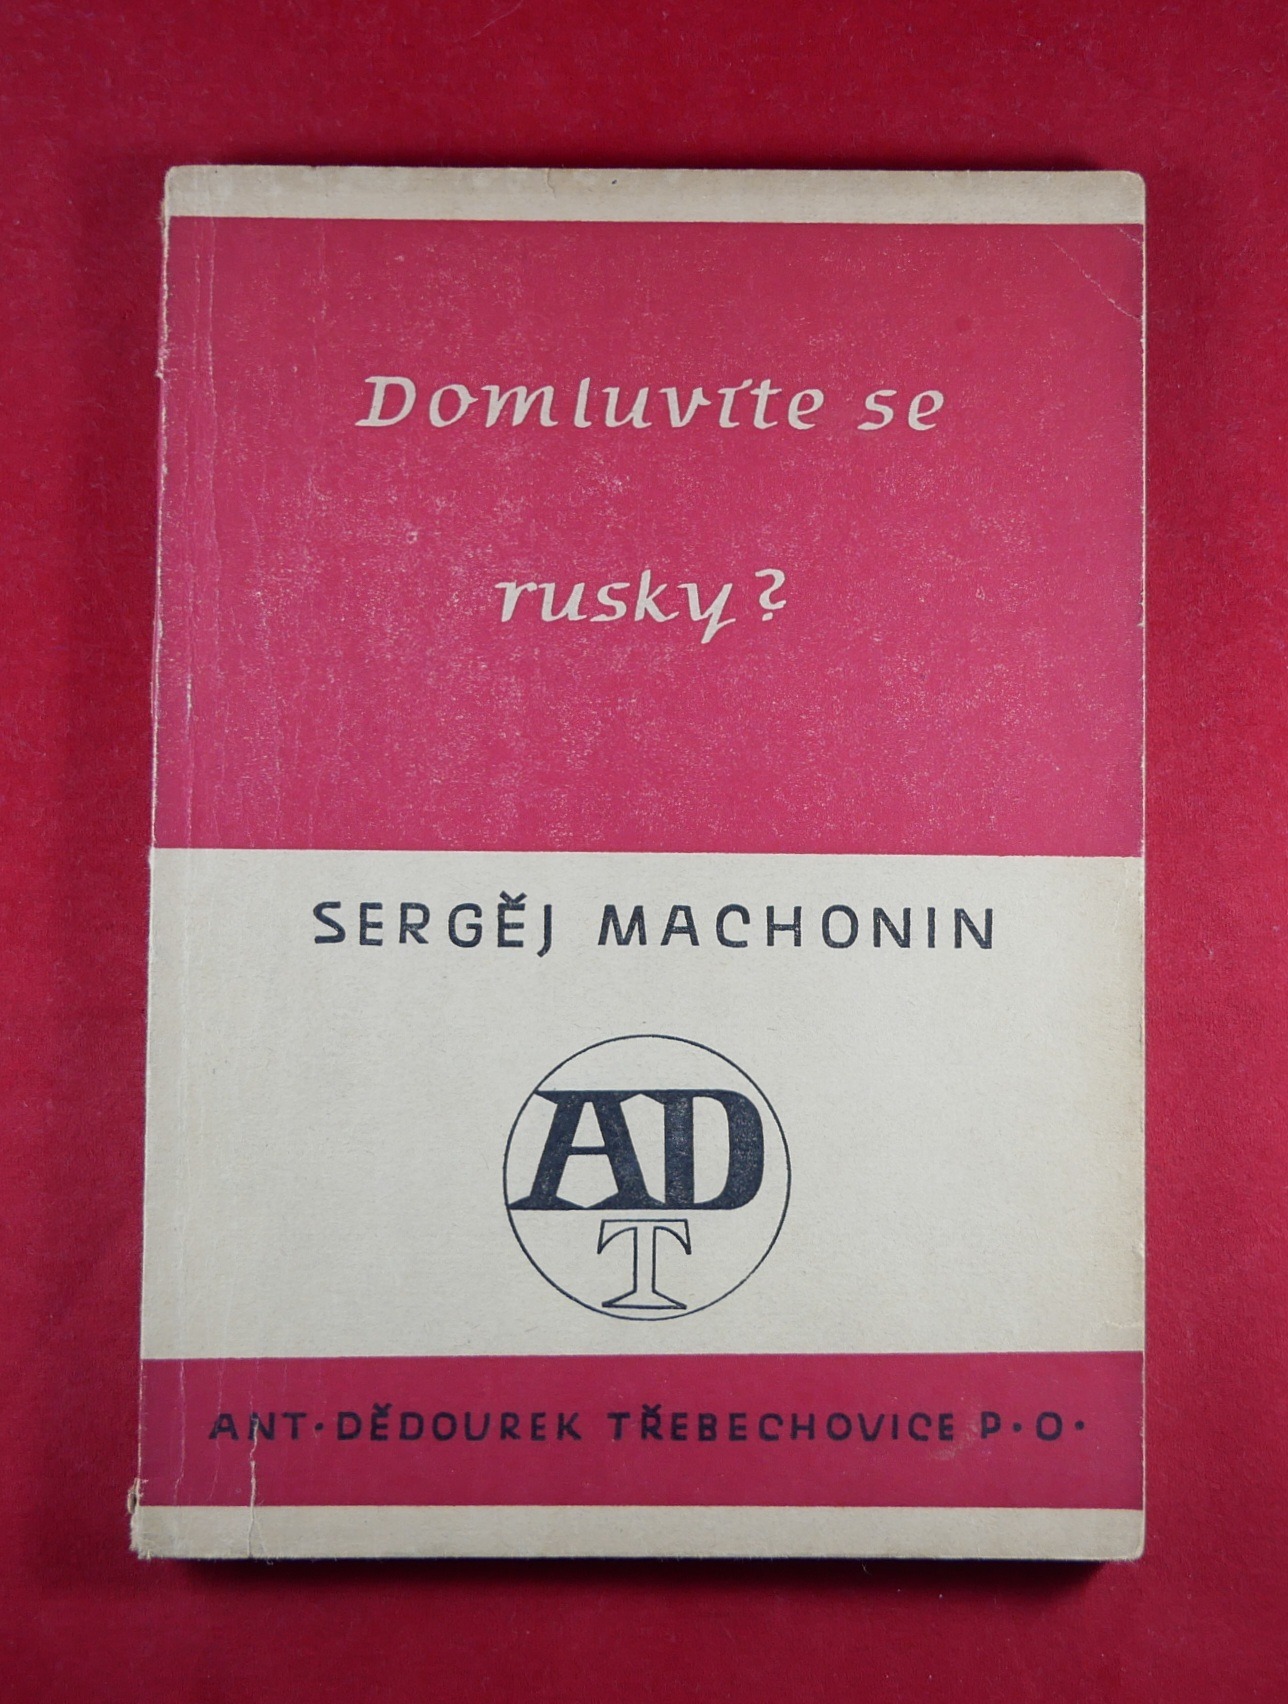 Domluvíte se
rusky?
SERGĚJ MACHONIN
AD
T
ANT·DĚDOUREK TŘEBECHOVICE P·O·